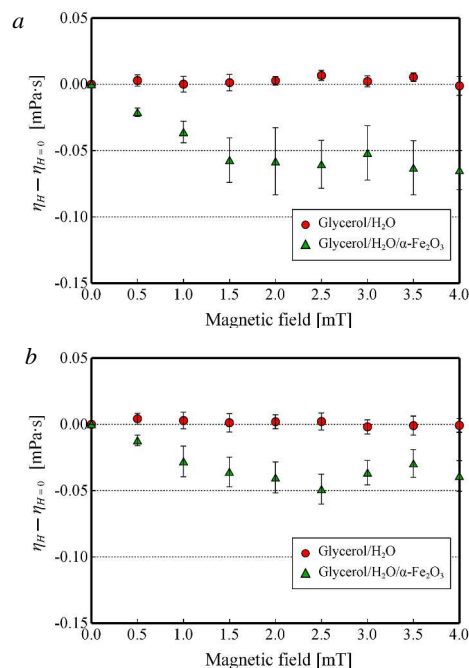 a
0.05
0.00
-0.05
-0.10
-0.15
η_H − η_{H=0} [mPa·s]
Glycerol/H₂O
Glycerol/H₂O/α-Fe₂O₃
0.0 0.5 1.0 1.5 2.0 2.5 3.0 3.5 4.0
Magnetic field [mT]
b
0.05
0.00
-0.05
-0.10
-0.15
η_H − η_{H=0} [mPa·s]
Glycerol/H₂O
Glycerol/H₂O/α-Fe₂O₃
0.0 0.5 1.0 1.5 2.0 2.5 3.0 3.5 4.0
Magnetic field [mT]